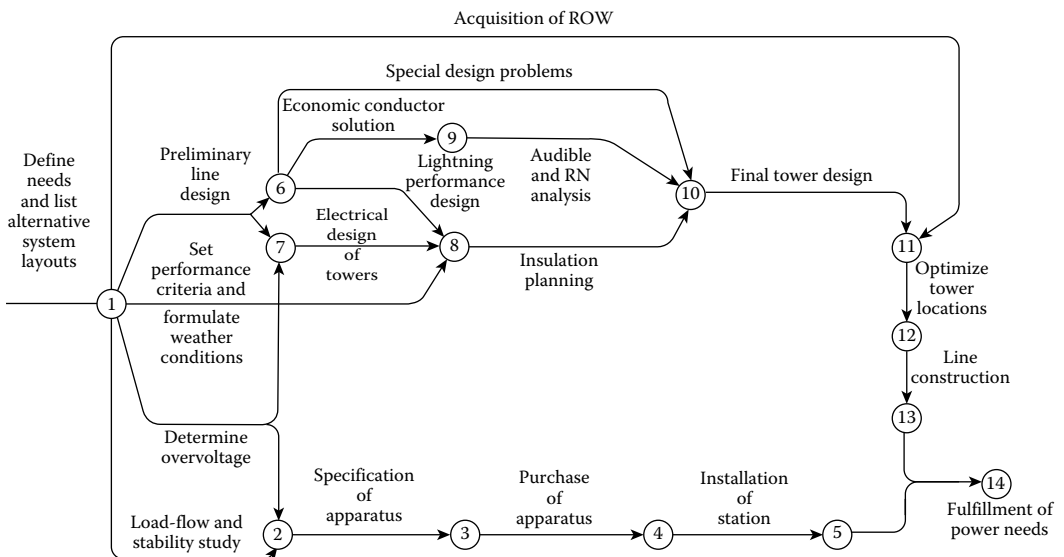 Acquisition of ROW
Special design problems
Economic conductor
solution
9
Define
needs
and list
alternative
system
layouts
Preliminary
line
design
6
Lightning
performance
design
Audible
and RN
analysis
10
Final tower design
7
Electrical
design
of
towers
8
Insulation
planning
11
Set
performance
criteria and
formulate
weather
conditions
1
Optimize
tower
locations
12
Line
construction
13
Determine
overvoltage
Load-flow and
stability study
2
Specification
of
apparatus
3
Purchase
of
apparatus
4
Installation
of
station
5
14
Fulfillment of
power needs